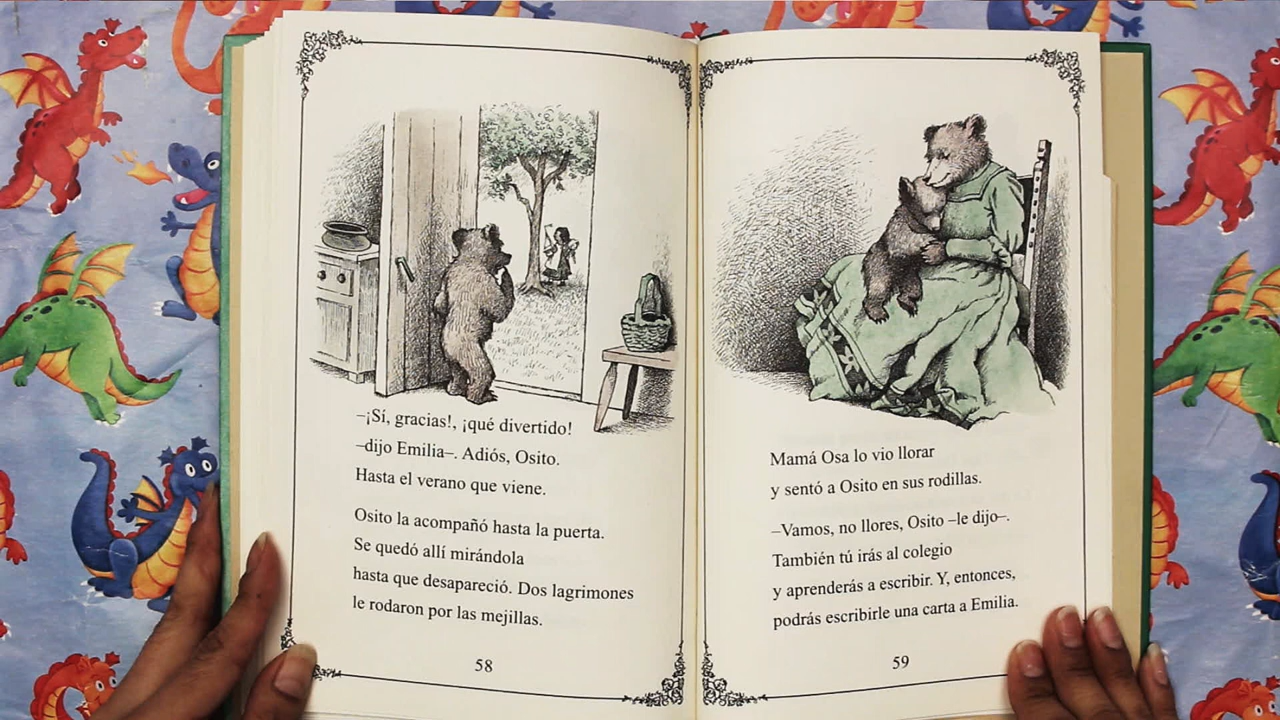 –¡Sí, gracias!, ¡qué divertido!
–dijo Emilia–. Adiós, Osito.
Hasta el verano que viene.
Osito la acompañó hasta la puerta.
Se quedó allí mirándola
hasta que desapareció. Dos lagrimones
le rodaron por las mejillas.
58
Mamá Osa lo vio llorar
y sentó a Osito en sus rodillas.
–Vamos, no llores, Osito –le dijo–.
También tú irás al colegio
y aprenderás a escribir. Y, entonces,
podrás escribirle una carta a Emilia.
59